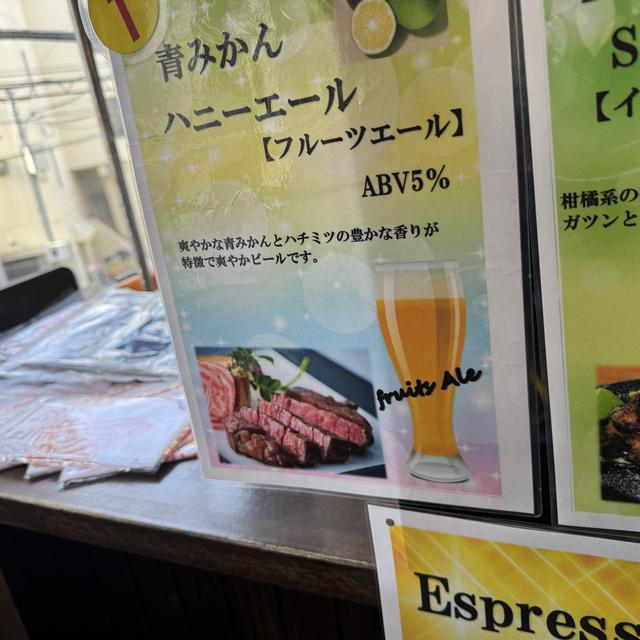 1
青みかん
ハニーエール
【フルーツエール】
ABV5%
爽やかな青みかんとハチミツの豊かな香りが
特徴で爽やかビールです。
fruits Ale
S
【イ
柑橘系の
ガツンと
Espress